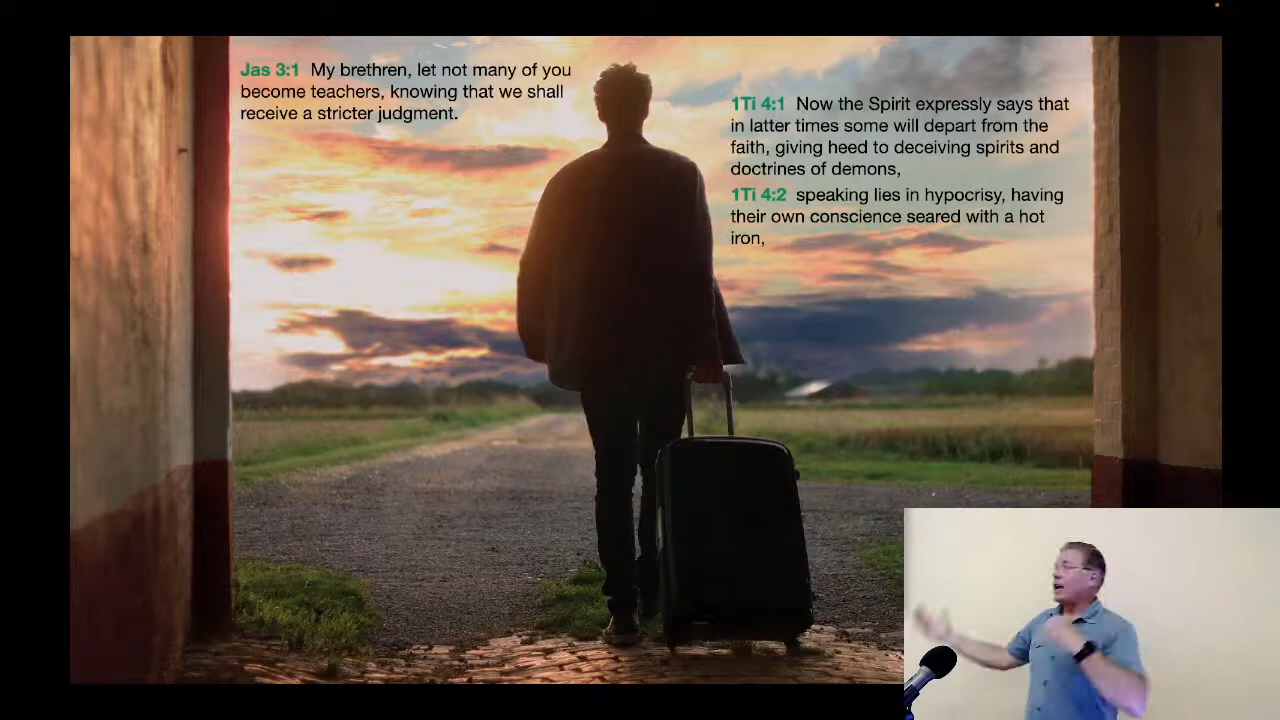 Jas 3:1 My brethren, let not many of you
become teachers, knowing that we shall
receive a stricter judgment.
1Ti 4:1 Now the Spirit expressly says that
in latter times some will depart from the
faith, giving heed to deceiving spirits and
doctrines of demons,
1Ti 4:2 speaking lies in hypocrisy, having
their own conscience seared with a hot
iron,